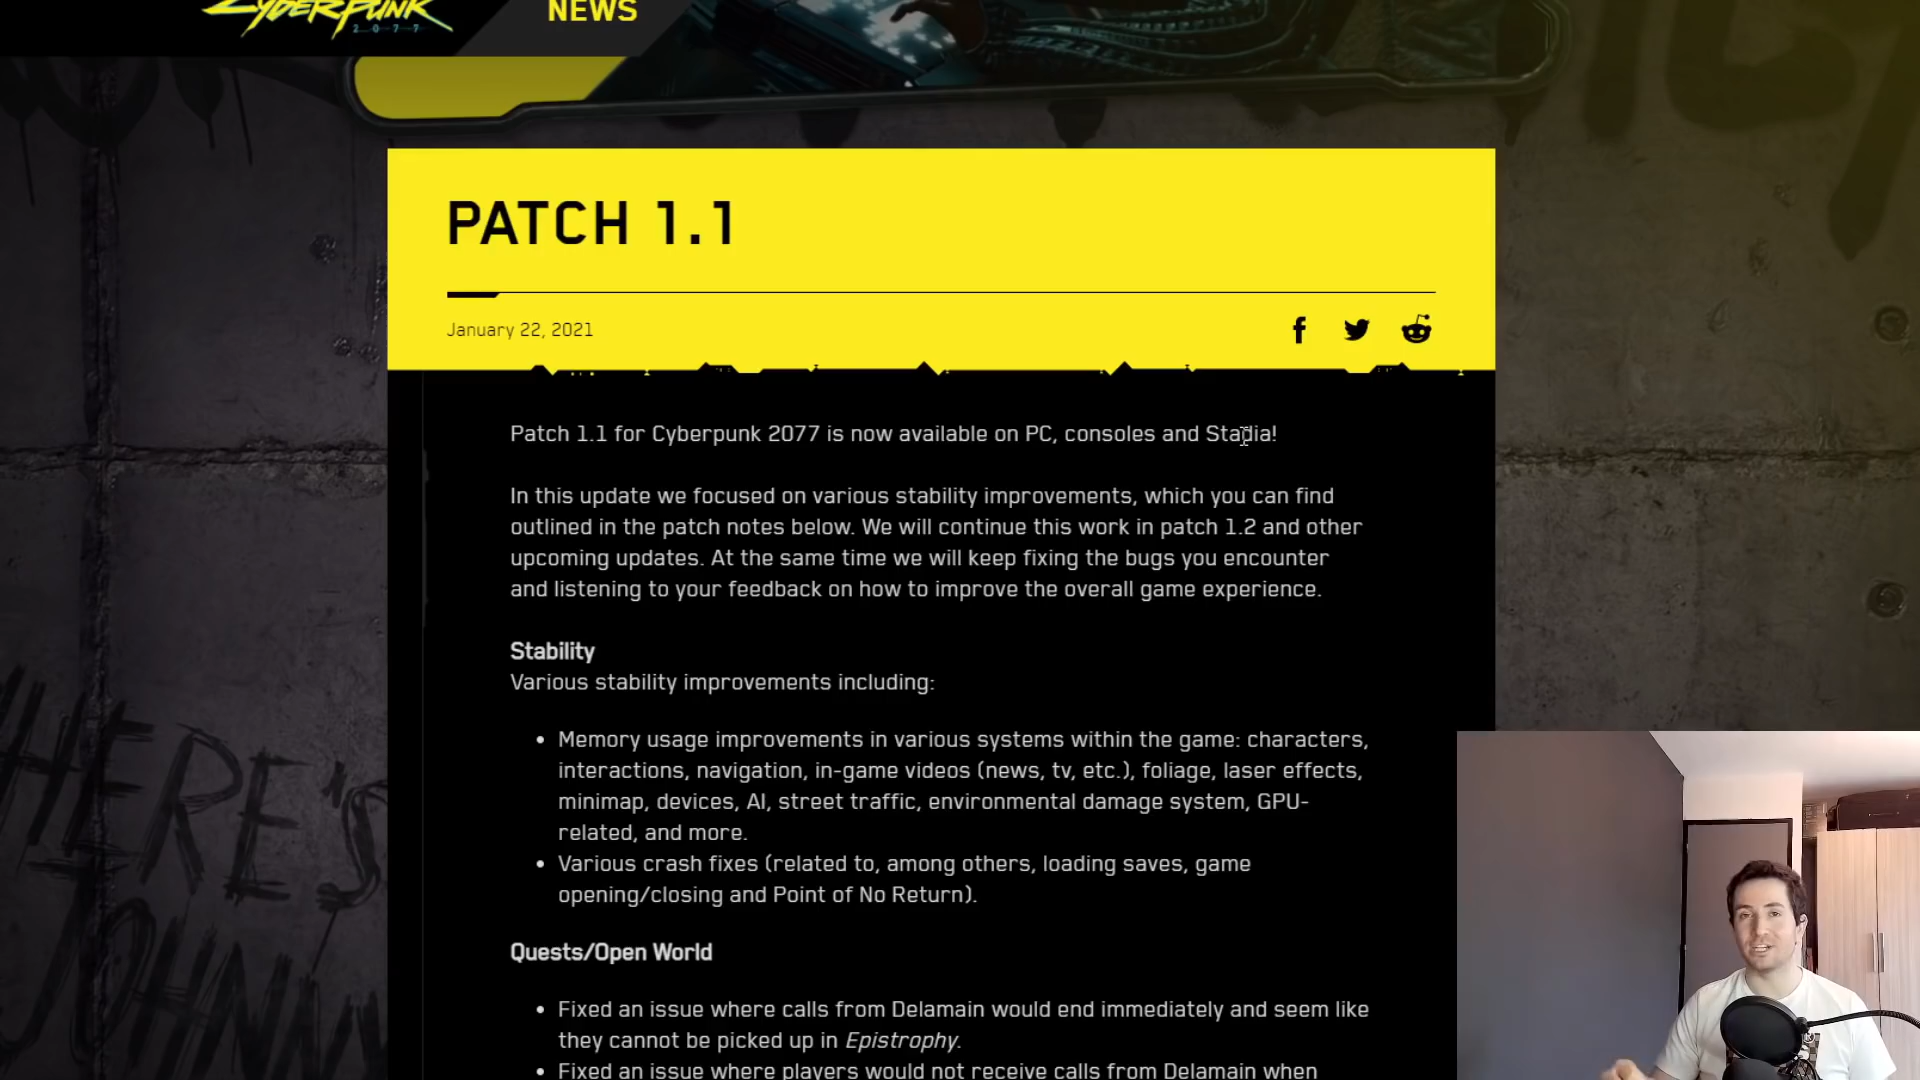 Cyberpunk
2077
NEWS
PATCH 1.1
January 22, 2021
Patch 1.1 for Cyberpunk 2077 is now available on PC, consoles and Stadia!
In this update we focused on various stability improvements, which you can find
outlined in the patch notes below. We will continue this work in patch 1.2 and other
upcoming updates. At the same time we will keep fixing the bugs you encounter
and listening to your feedback on how to improve the overall game experience.
Stability
Various stability improvements including:
• Memory usage improvements in various systems within the game: characters,
interactions, navigation, in-game videos (news, tv, etc.), foliage, laser effects,
minimap, devices, AI, street traffic, environmental damage system, GPU-
related, and more.
• Various crash fixes (related to, among others, loading saves, game
opening/closing and Point of No Return).
Quests/Open World
• Fixed an issue where calls from Delamain would end immediately and seem like
they cannot be picked up in Epistrophy.
• Fixed an issue where players would not receive calls from Delamain when
HERE'S
JOHNN